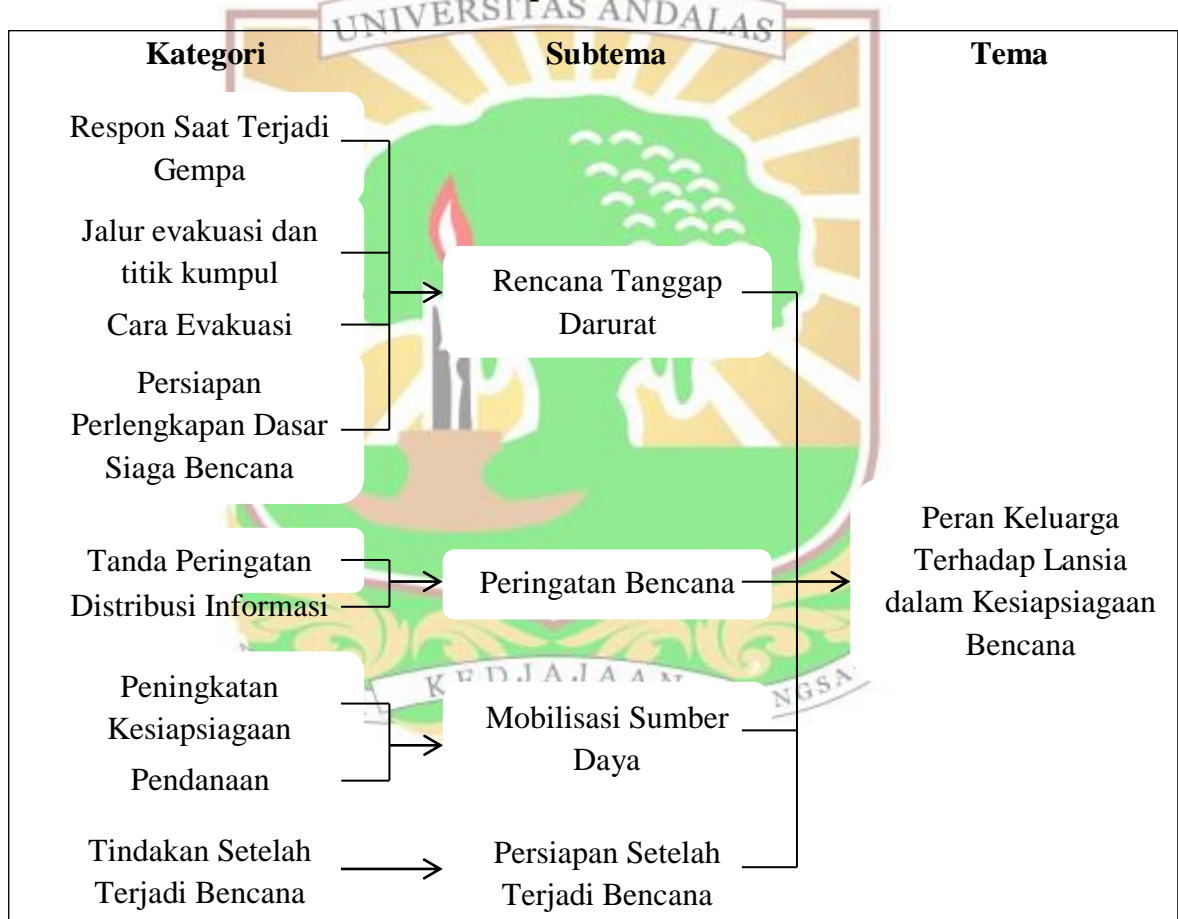 UNIVERSITAS ANDALAS
Kategori Subtema Tema
Respon Saat Terjadi
Gempa
Jalur evakuasi dan
titik kumpul
Cara Evakuasi
Persiapan
Perlengkapan Dasar
Siaga Bencana
Rencana Tanggap
Darurat
Tanda Peringatan
Distribusi Informasi
Peringatan Bencana
Peningkatan
Kesiapsiagaan
Pendanaan
Mobilisasi Sumber
Daya
Tindakan Setelah
Terjadi Bencana
Persiapan Setelah
Terjadi Bencana
Peran Keluarga
Terhadap Lansia
dalam Kesiapsiagaan
Bencana
KEDJAJAAN